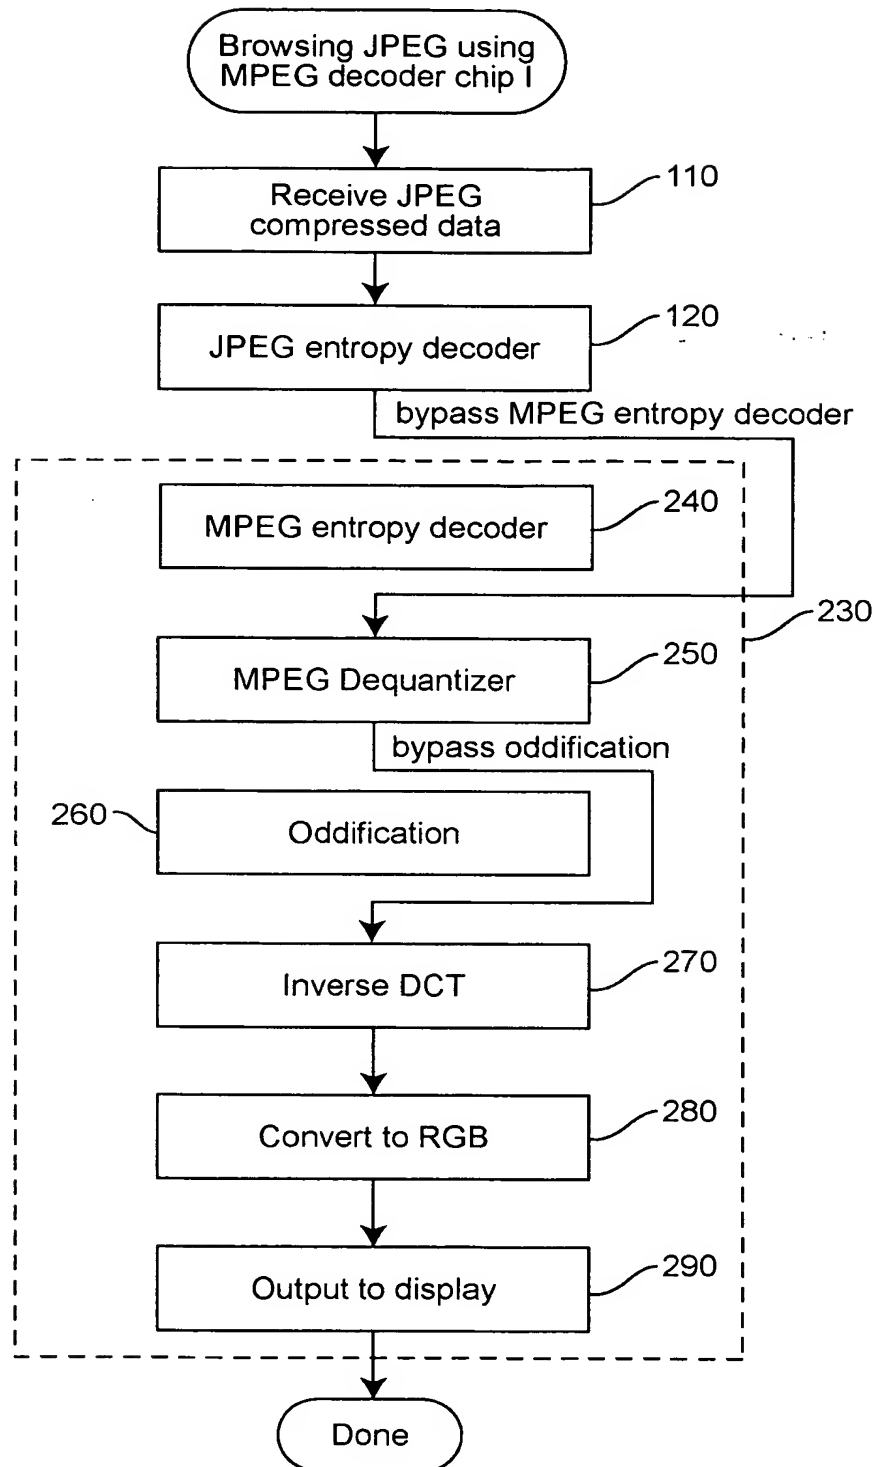 Browsing JPEG using
MPEG decoder chip I
Receive JPEG
compressed data
110
JPEG entropy decoder
120
bypass MPEG entropy decoder
MPEG entropy decoder
240
230
MPEG Dequantizer
250
bypass oddification
260
Oddification
Inverse DCT
270
Convert to RGB
280
Output to display
290
Done